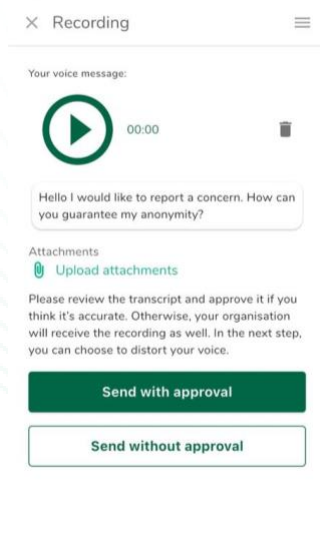 Recording
Your voice message:
00:00
Hello I would like to report a concern. How can
you guarantee my anonymity?
Attachments
Upload attachments
Please review the transcript and approve it if you
think it's accurate. Otherwise, your organisation
will receive the recording as well. In the next step,
you can choose to distort your voice.
Send with approval
Send without approval